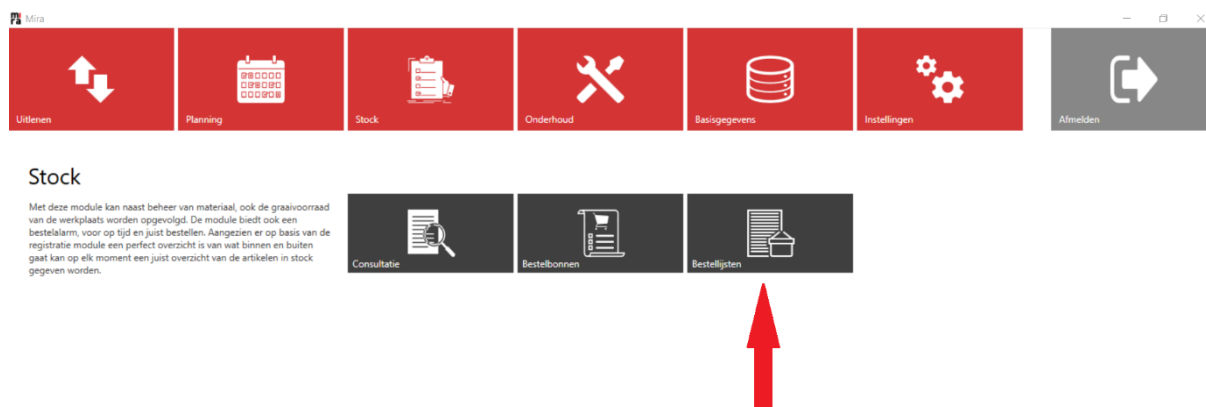 Mira
Uitlenen
Planning
Stock
Onderhoud
Basisgegevens
Instellingen
Afmelden
Stock
Met deze module kan naast beheer van materiaal, ook de graaivoorraad
van de werkplaats worden opgevolgd. De module biedt ook een
bestelalarm, voor op tijd en juist bestellen. Aangezien er op basis van de
registratie module een perfect overzicht is van wat binnen en buiten
gaat kan op elk moment een juist overzicht van de artikelen in stock
gegeven worden.
Consultatie
Bestelbonnen
Bestellijsten